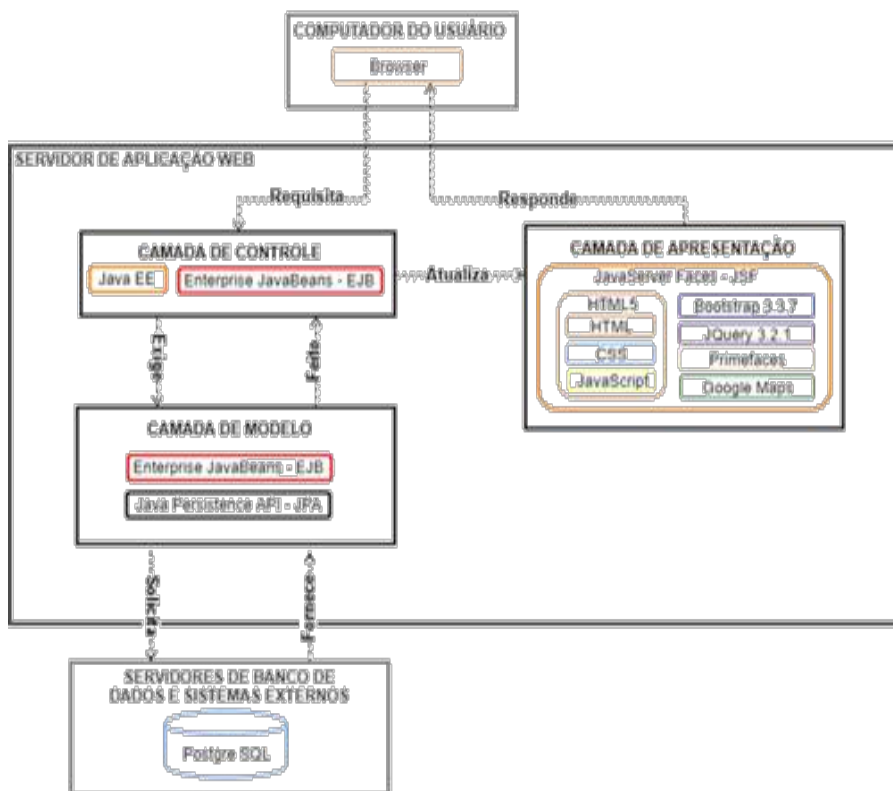 COMPUTADOR DO USUÁRIO
Browser
SERVIDOR DE APLICAÇÃO WEB
Requisita
Responde
CAMADA DE CONTROLE
Java EE
Enterprise JavaBeans - EJB
Atualiza
CAMADA DE APRESENTAÇÃO
JavaServer Faces - JSF
HTML5
HTML
CSS
JavaScript
Bootstrap 3.3.7
JQuery 3.2.1
Primefaces
Google Maps
Exige
Feito
CAMADA DE MODELO
Enterprise JavaBeans - EJB
Java Persistence API - JPA
Solicita
Fornece
SERVIDORES DE BANCO DE
DADOS E SISTEMAS EXTERNOS
Postgre SQL